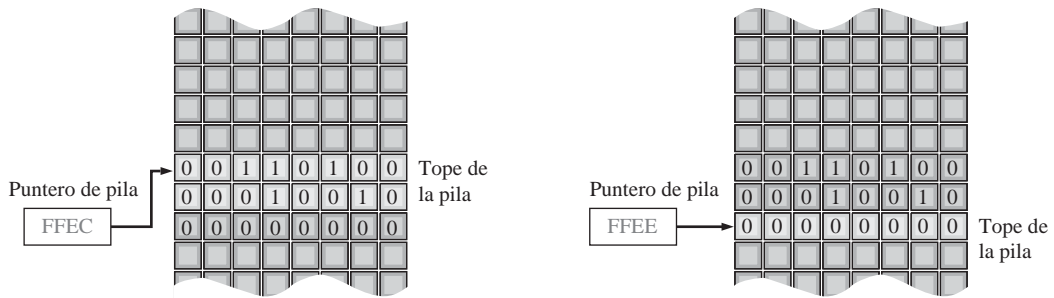 0 0 1 1 0 1 0 0
0 0 0 1 0 0 1 0
0 0 0 0 0 0 0 0
Tope de
la pila
Puntero de pila
FFEC
0 0 1 1 0 1 0 0
0 0 0 1 0 0 1 0
0 0 0 0 0 0 0 0
Tope de
la pila
Puntero de pila
FFEE